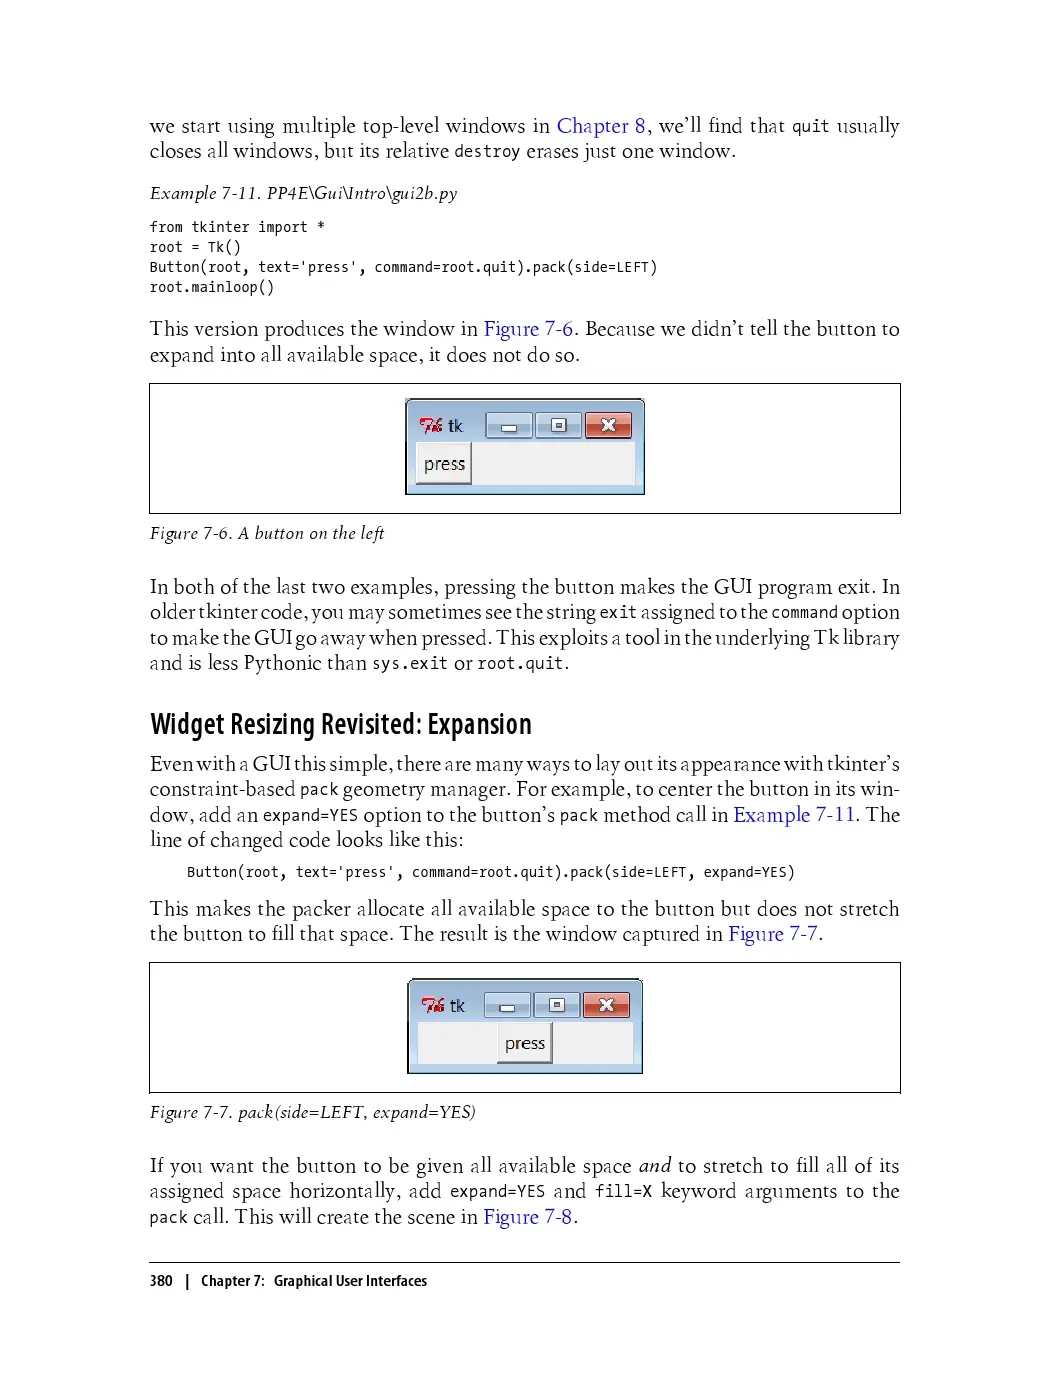 we start using multiple top-level windows in Chapter 8, we’ll find that quit usually
closes all windows, but its relative destroy erases just one window.
Example 7-11. PP4E\Gui\Intro\gui2b.py
from tkinter import *
root = Tk()
Button(root, text='press', command=root.quit).pack(side=LEFT)
root.mainloop()
This version produces the window in Figure 7-6. Because we didn’t tell the button to
expand into all available space, it does not do so.
tk
press
Figure 7-6. A button on the left
In both of the last two examples, pressing the button makes the GUI program exit. In
older tkinter code, you may sometimes see the string exit assigned to the command option
to make the GUI go away when pressed. This exploits a tool in the underlying Tk library
and is less Pythonic than sys.exit or root.quit.
Widget Resizing Revisited: Expansion
Even with a GUI this simple, there are many ways to lay out its appearance with tkinter’s
constraint-based pack geometry manager. For example, to center the button in its win-
dow, add an expand=YES option to the button’s pack method call in Example 7-11. The
line of changed code looks like this:
Button(root, text='press', command=root.quit).pack(side=LEFT, expand=YES)
This makes the packer allocate all available space to the button but does not stretch
the button to fill that space. The result is the window captured in Figure 7-7.
tk
press
Figure 7-7. pack(side=LEFT, expand=YES)
If you want the button to be given all available space and to stretch to fill all of its
assigned space horizontally, add expand=YES and fill=X keyword arguments to the
pack call. This will create the scene in Figure 7-8.
380 | Chapter 7: Graphical User Interfaces